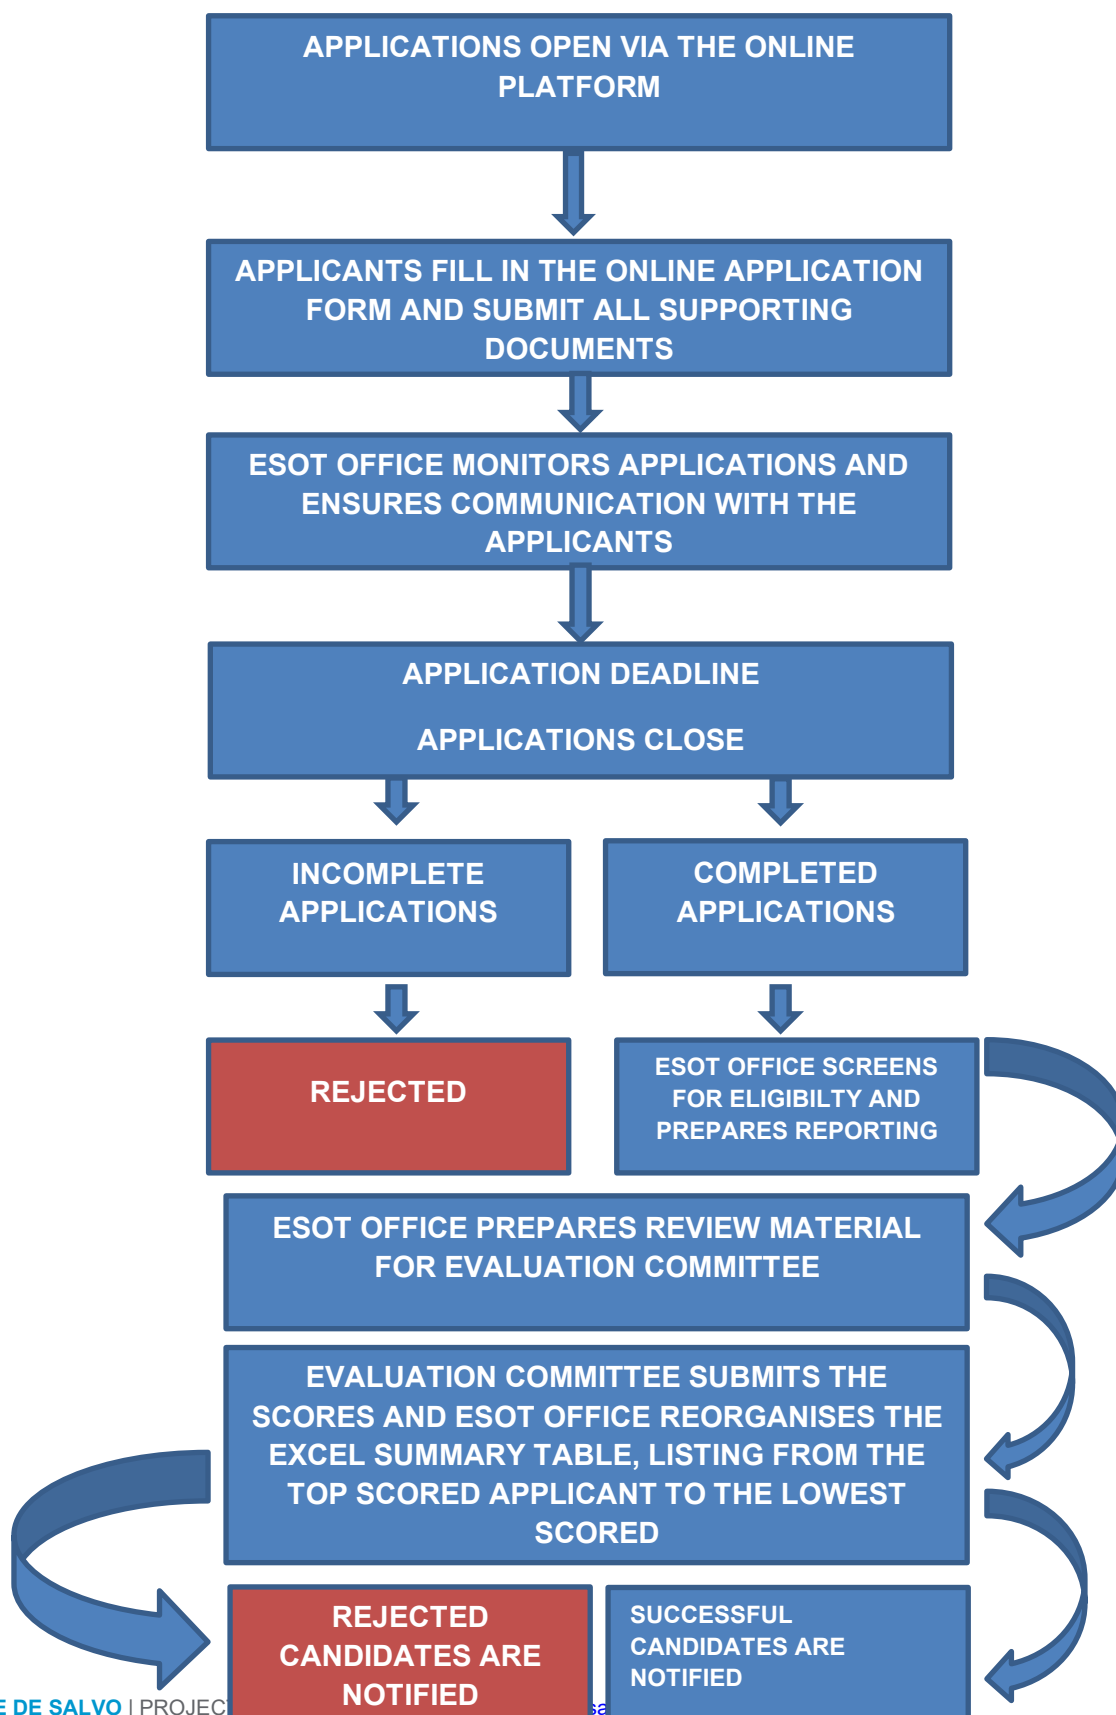 APPLICATIONS OPEN VIA THE ONLINE
PLATFORM
APPLICANTS FILL IN THE ONLINE APPLICATION
FORM AND SUBMIT ALL SUPPORTING
DOCUMENTS
ESOT OFFICE MONITORS APPLICATIONS AND
ENSURES COMMUNICATION WITH THE
APPLICANTS
APPLICATION DEADLINE
APPLICATIONS CLOSE
INCOMPLETE
APPLICATIONS
COMPLETED
APPLICATIONS
REJECTED
ESOT OFFICE SCREENS
FOR ELIGIBILTY AND
PREPARES REPORTING
ESOT OFFICE PREPARES REVIEW MATERIAL
FOR EVALUATION COMMITTEE
EVALUATION COMMITTEE SUBMITS THE
SCORES AND ESOT OFFICE REORGANISES THE
EXCEL SUMMARY TABLE, LISTING FROM THE
TOP SCORED APPLICANT TO THE LOWEST
SCORED
REJECTED
CANDIDATES ARE
NOTIFIED
SUCCESSFUL
CANDIDATES ARE
NOTIFIED
DE SALVO | PROJECT